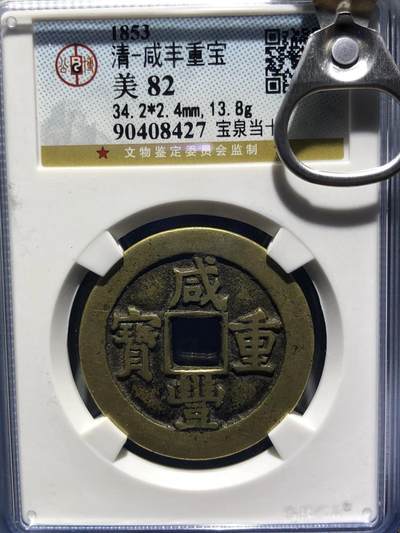 1853
清-咸丰重宝
美 82
34.2*2.4mm,13.8g
90408427 宝泉当十
★ 文物鉴定委员会监制
咸
寶 重
豐